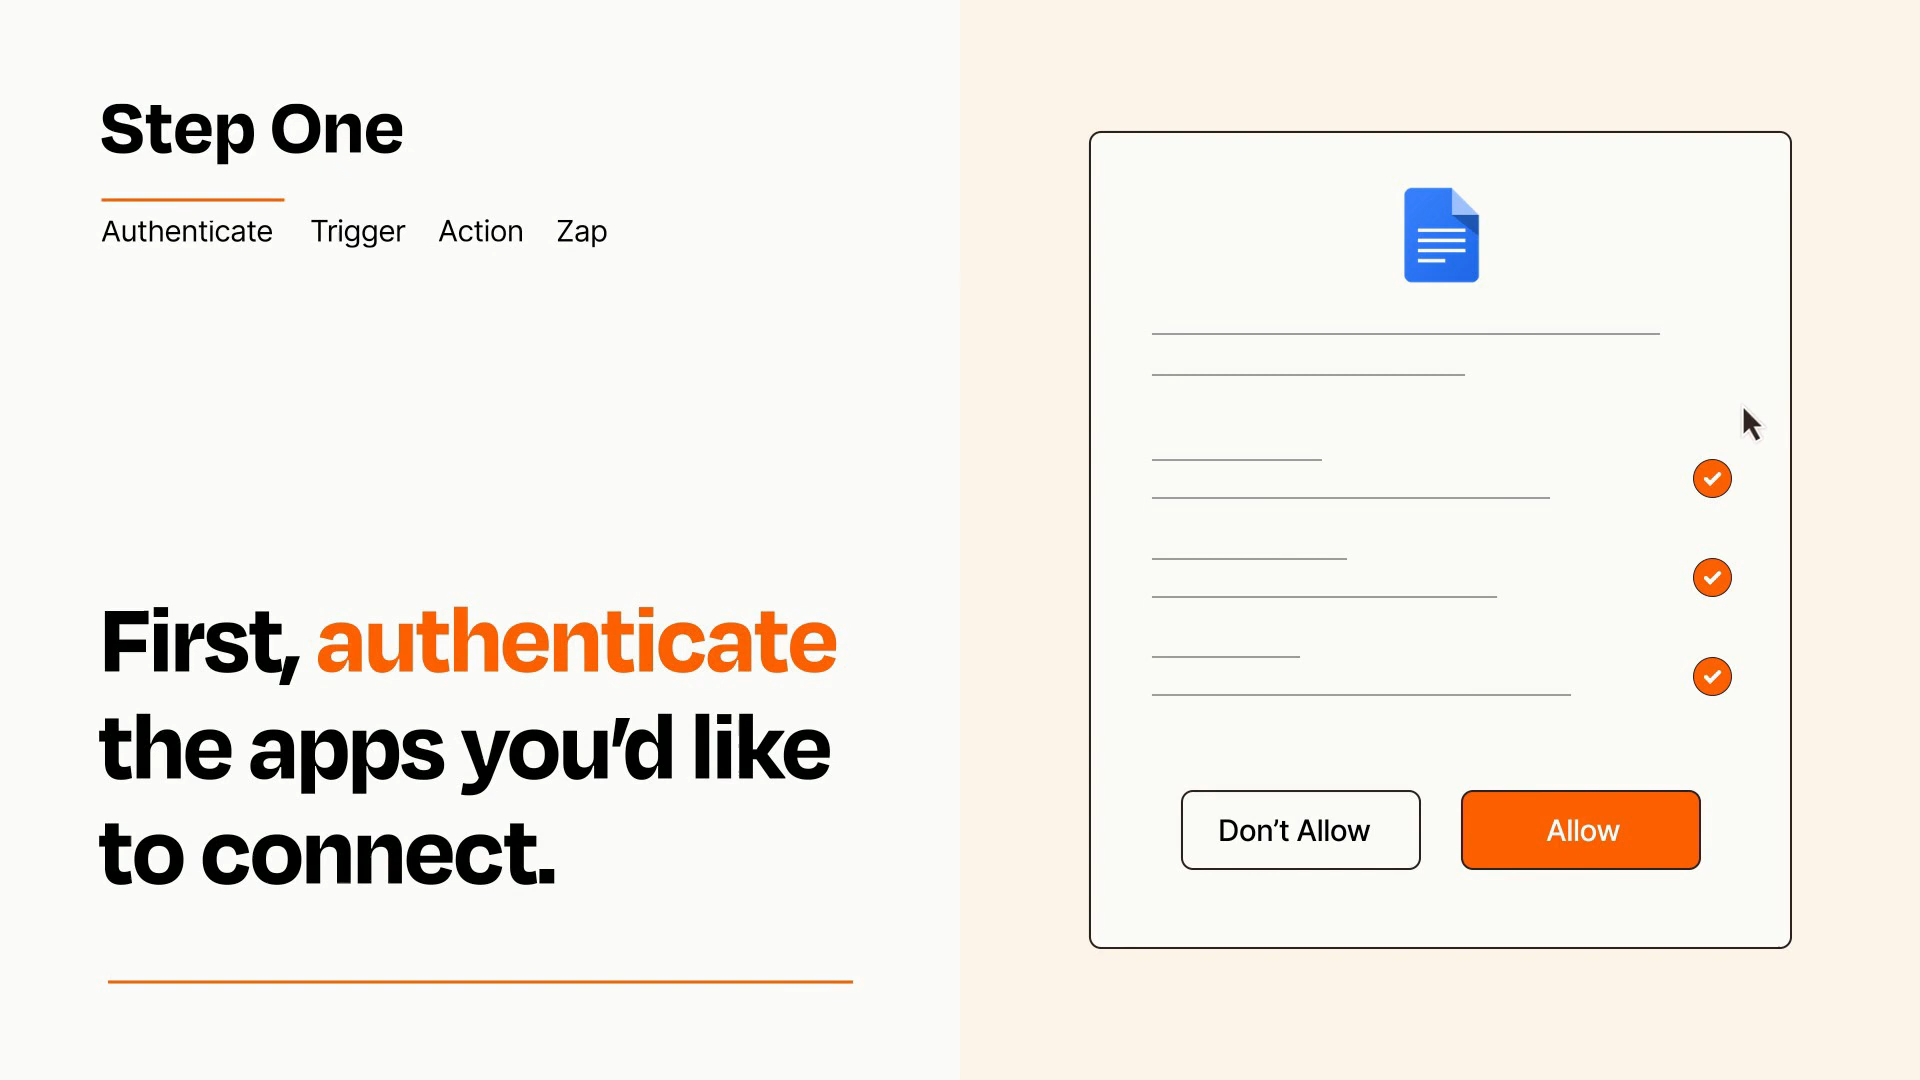 Step One
Authenticate Trigger Action Zap
First, authenticate
the apps you’d like
to connect.
Don’t Allow
Allow